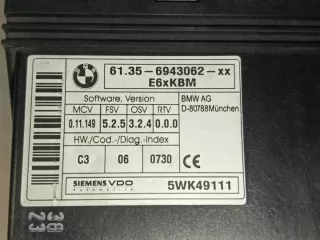 61.35-6943062-xx
E6xKBM
Software, Version
BMW AG
D-80788München
MCV FSV OSV RTV
0.11.149 5.2.5 3.2.4 0.0.0
HW./Cod-/Diag.-Index
C3 06 0730 CE
SIEMENS VDO
5WK49111